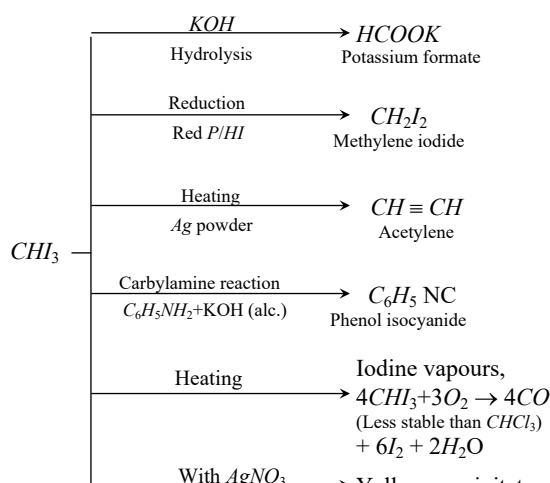 KOH
HCOOK
Hydrolysis
Potassium formate
Reduction
CH₂I₂
Red P/HI
Methylene iodide
Heating
CH ≡ CH
Ag powder
Acetylene
CHI₃
Carbylamine reaction
C₆H₅ NC
C₆H₅NH₂+KOH (alc.)
Phenol isocyanide
Heating
Iodine vapours,
4CHI₃+3O₂ → 4CO
(Less stable than CHCl₃)
+ 6I₂ + 2H₂O
With AgNO₃